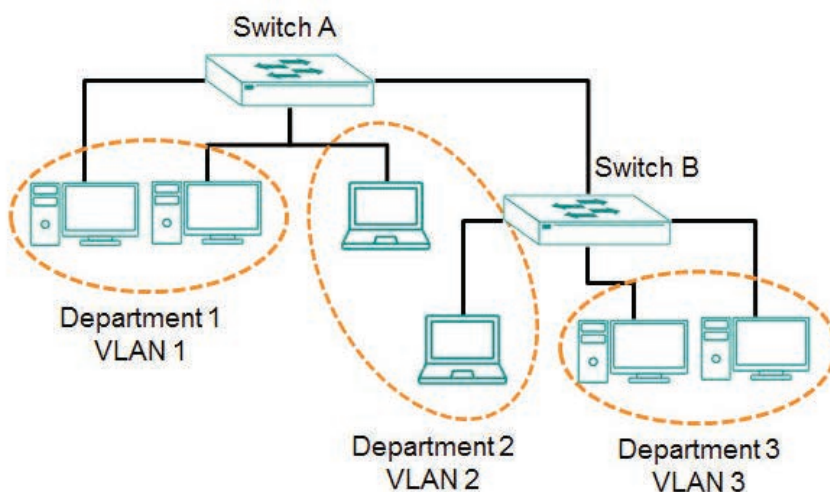 Switch A
Switch B
Department 1
VLAN 1
Department 2
VLAN 2
Department 3
VLAN 3